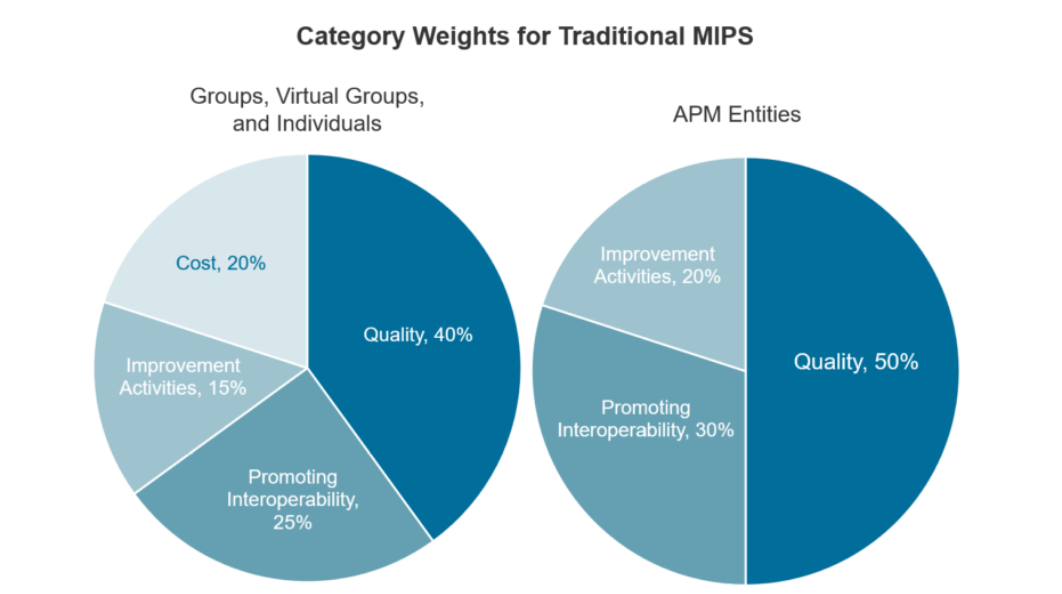 Category Weights for Traditional MIPS
Groups, Virtual Groups,
and Individuals
Cost, 20%
Quality, 40%
Improvement
Activities, 15%
Promoting
Interoperability,
25%
APM Entities
Improvement
Activities, 20%
Quality, 50%
Promoting
Interoperability, 30%